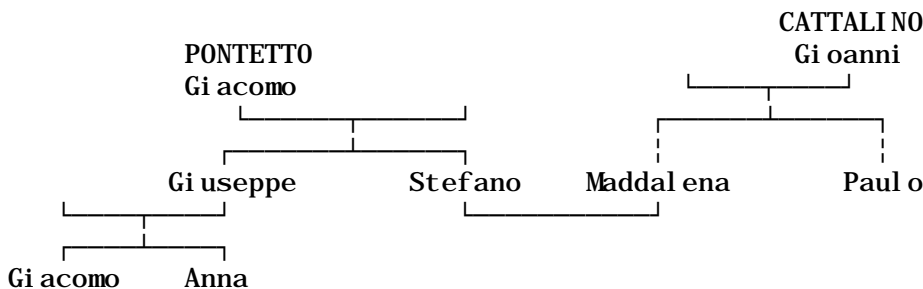 CATTALINO
PONTETTO Gioanni
Giacomo
Giuseppe Stefano Maddalena Paulo
Giacomo Anna